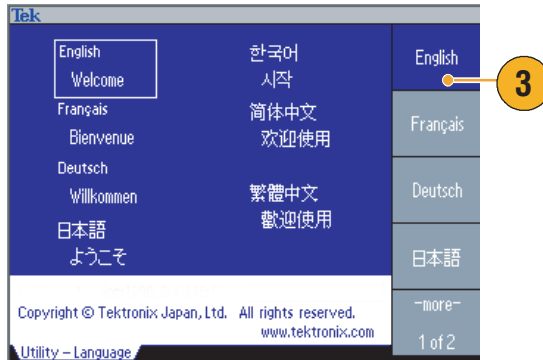 Tek
English
Welcome
Français
Bienvenue
Deutsch
Willkommen
日本語
ようこそ
한국어
시작
简体中文
欢迎使用
繁體中文
歡迎使用
English
Français
Deutsch
日本語
-more-
1 of 2
3
Copyright © Tektronix Japan, Ltd. All rights reserved.
www.tektronix.com
Utility – Language